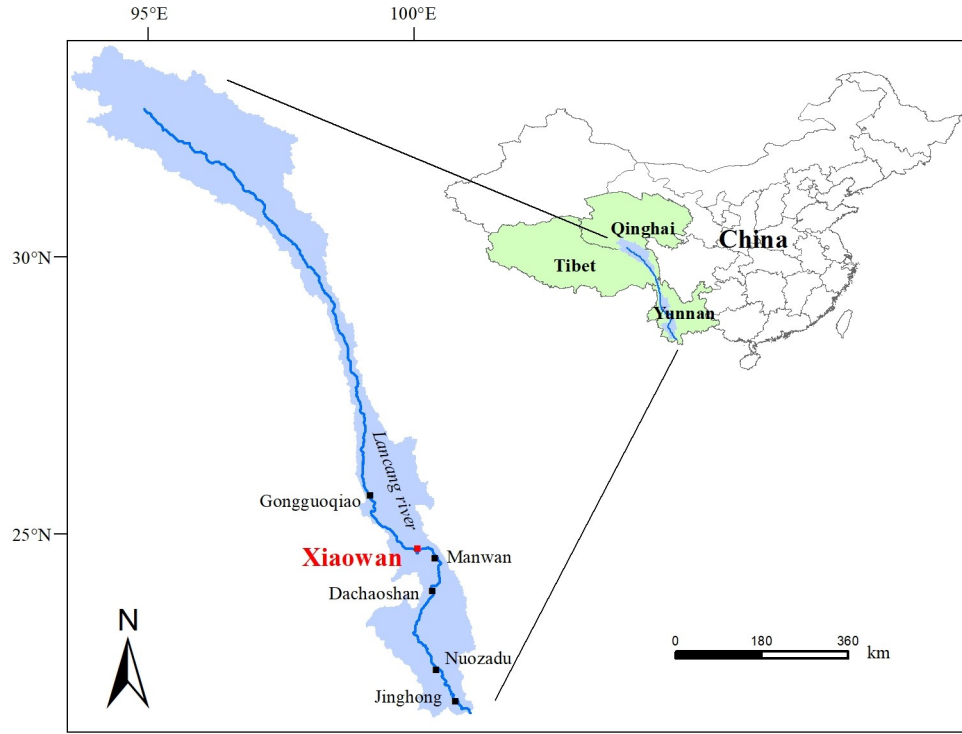 95°E
100°E
30°N
25°N
Qinghai
China
Tibet
Yunnan
Lancang river
Gongguoqiao
Xiaowan
Manwan
Dachaoshan
Nuozadu
Jinghong
N
0
180
360
km